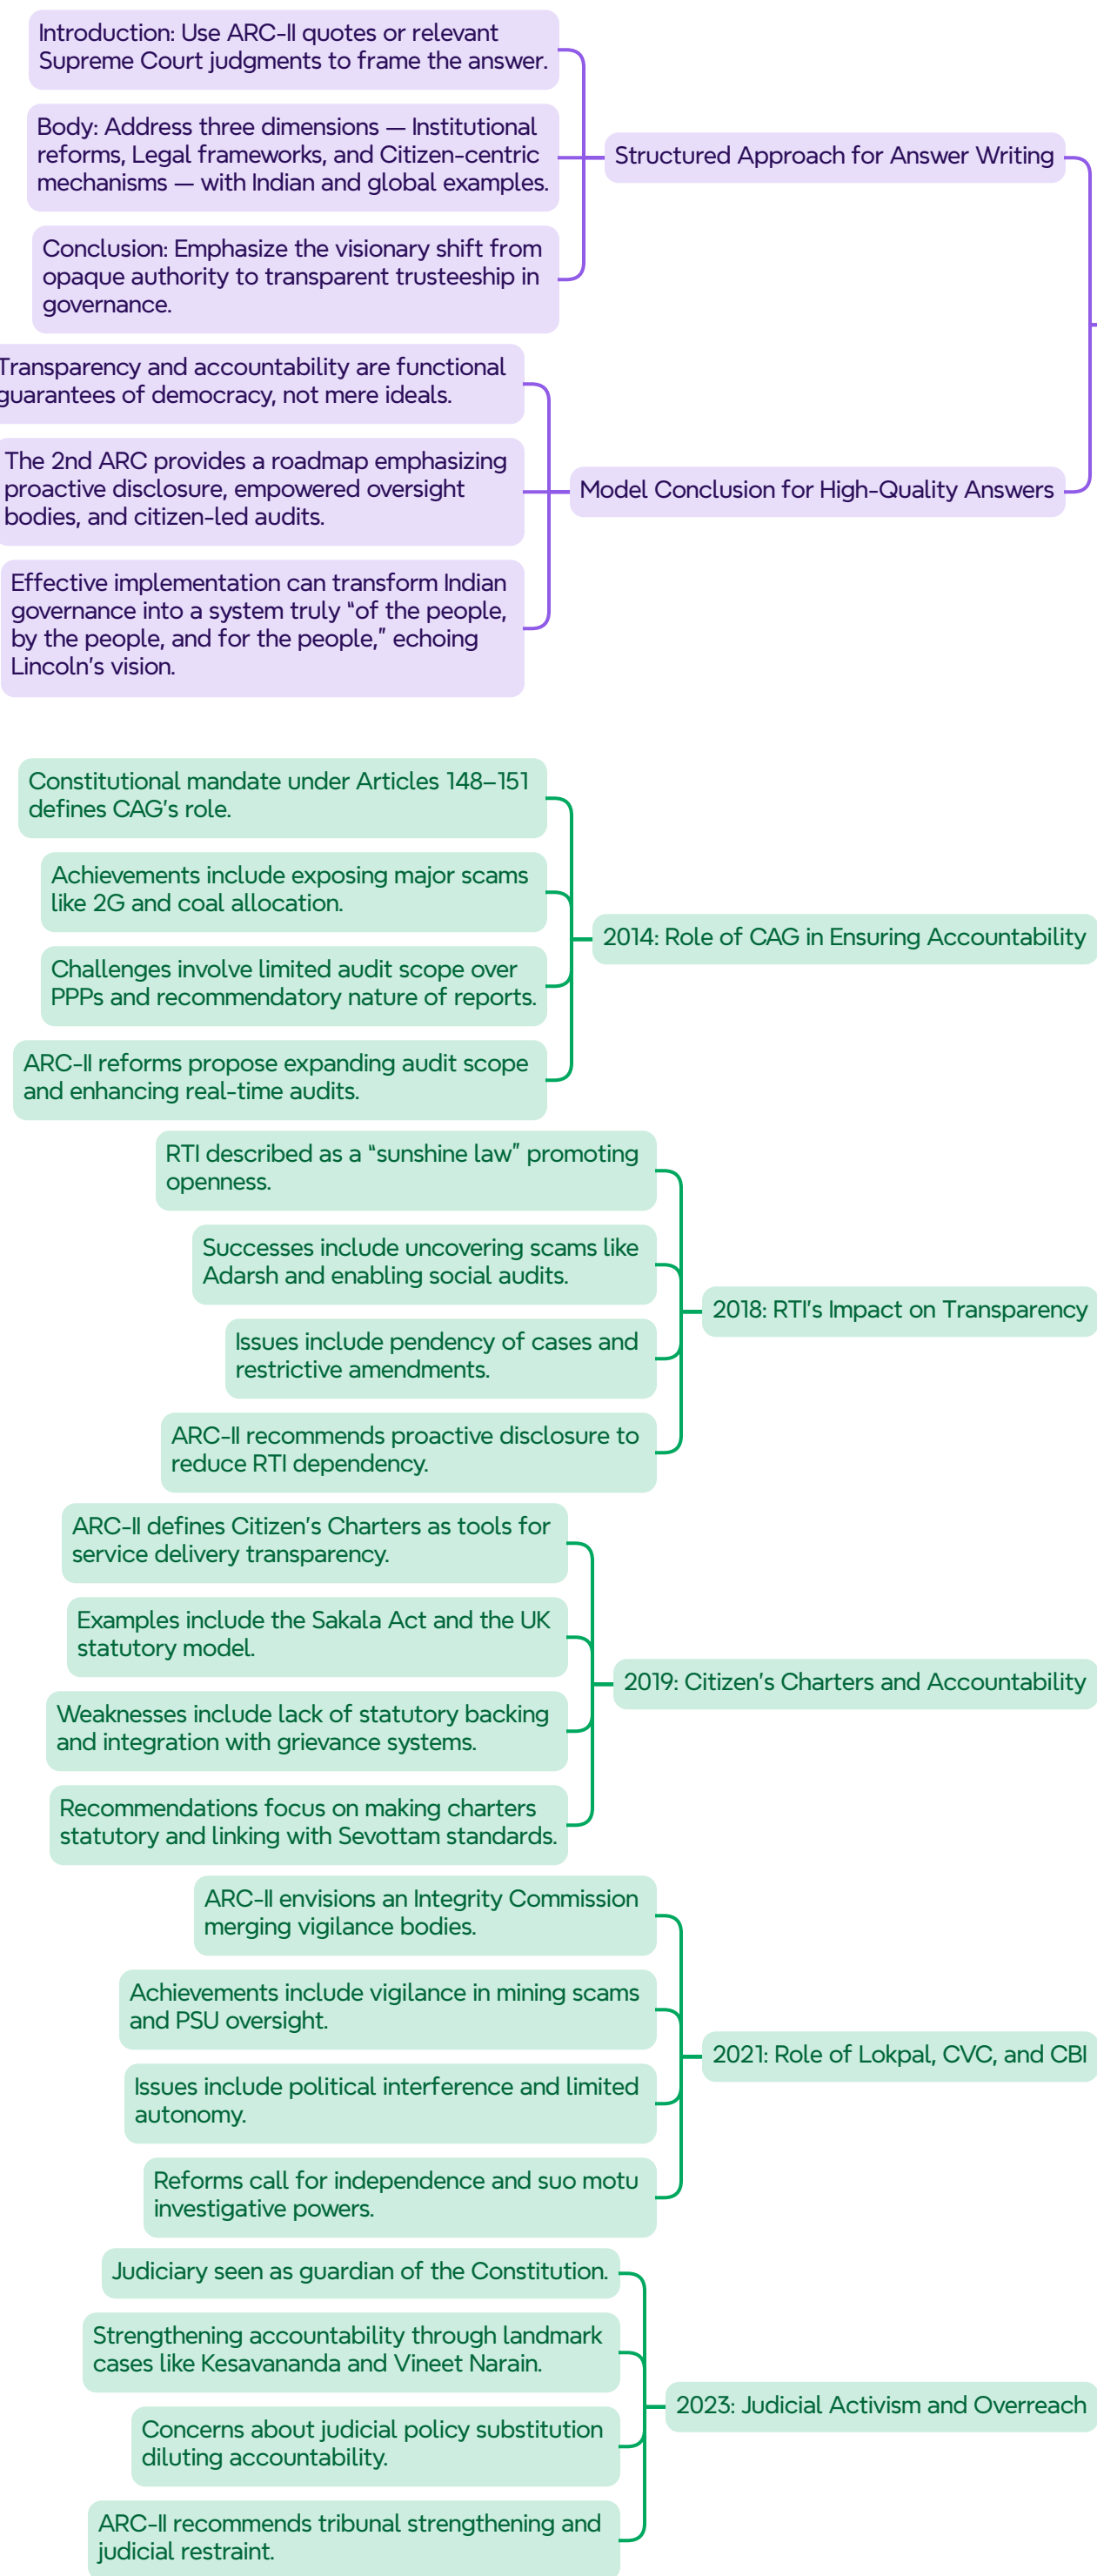 Introduction: Use ARC-II quotes or relevant
Supreme Court judgments to frame the answer.
Body: Address three dimensions — Institutional
reforms, Legal frameworks, and Citizen-centric
mechanisms — with Indian and global examples.
Structured Approach for Answer Writing
Conclusion: Emphasize the visionary shift from
opaque authority to transparent trusteeship in
governance.
Transparency and accountability are functional
guarantees of democracy, not mere ideals.
The 2nd ARC provides a roadmap emphasizing
proactive disclosure, empowered oversight
bodies, and citizen-led audits.
Model Conclusion for High-Quality Answers
Effective implementation can transform Indian
governance into a system truly “of the people,
by the people, and for the people,” echoing
Lincoln’s vision.
Constitutional mandate under Articles 148–151
defines CAG’s role.
Achievements include exposing major scams
like 2G and coal allocation.
2014: Role of CAG in Ensuring Accountability
Challenges involve limited audit scope over
PPPs and recommendatory nature of reports.
ARC-II reforms propose expanding audit scope
and enhancing real-time audits.
RTI described as a “sunshine law” promoting
openness.
Successes include uncovering scams like
Adarsh and enabling social audits.
2018: RTI’s Impact on Transparency
Issues include pendency of cases and
restrictive amendments.
ARC-II recommends proactive disclosure to
reduce RTI dependency.
ARC-II defines Citizen’s Charters as tools for
service delivery transparency.
Examples include the Sakala Act and the UK
statutory model.
2019: Citizen’s Charters and Accountability
Weaknesses include lack of statutory backing
and integration with grievance systems.
Recommendations focus on making charters
statutory and linking with Sevottam standards.
ARC-II envisions an Integrity Commission
merging vigilance bodies.
Achievements include vigilance in mining scams
and PSU oversight.
2021: Role of Lokpal, CVC, and CBI
Issues include political interference and limited
autonomy.
Reforms call for independence and suo motu
investigative powers.
Judiciary seen as guardian of the Constitution.
Strengthening accountability through landmark
cases like Kesavananda and Vineet Narain.
2023: Judicial Activism and Overreach
Concerns about judicial policy substitution
diluting accountability.
ARC-II recommends tribunal strengthening and
judicial restraint.